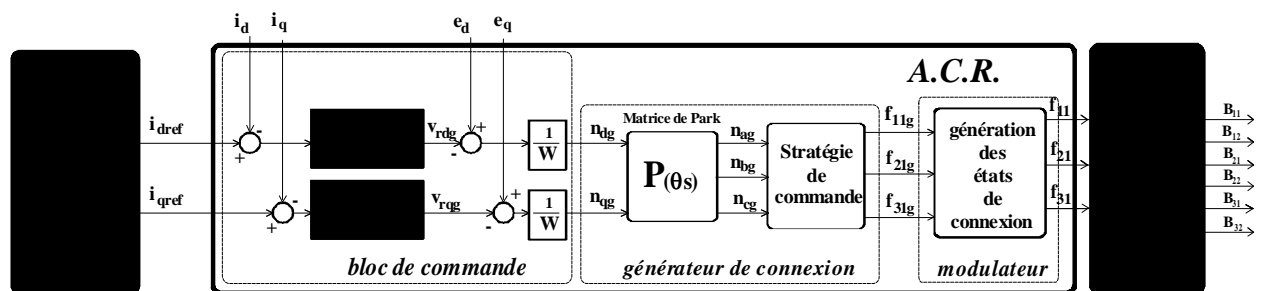 i_d i_q e_d e_q
A.C.R.
i_dref
i_qref
- + - +
v_rdg
v_rqg
+ - + -
1/W
1/W
n_dg
n_qg
Matrice de Park
P(θs)
n_ag
n_bg
n_cg
Stratégie
de
commande
f_11g
f_21g
f_31g
génération
des
états
de
connexion
f_11
f_21
f_31
B_11
B_12
B_21
B_22
B_31
B_32
bloc de commande
générateur de connexion
modulateur